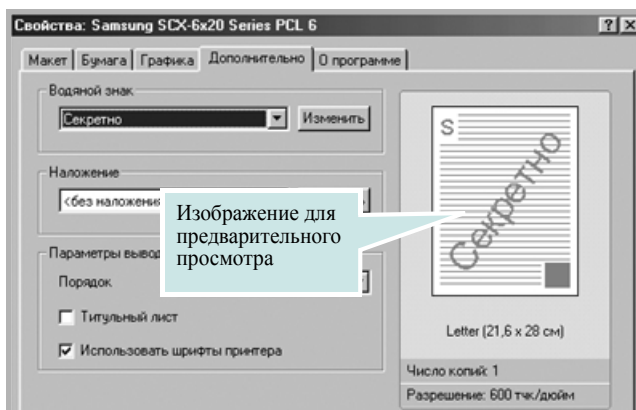 Свойства: Samsung SCX-6x20 Series PCL 6
Макет Бумага Графика Дополнительно О программе
Водяной знак
Секретно
Изменить
S
Секретно
Наложение
<без наложения
Изображение для
предварительного
просмотра
Параметры
Порядок
Титульный лист
Использовать шрифты принтера
Letter (21,6 x 28 см)
Число копий: 1
Разрешение: 600 тчк/дюйм